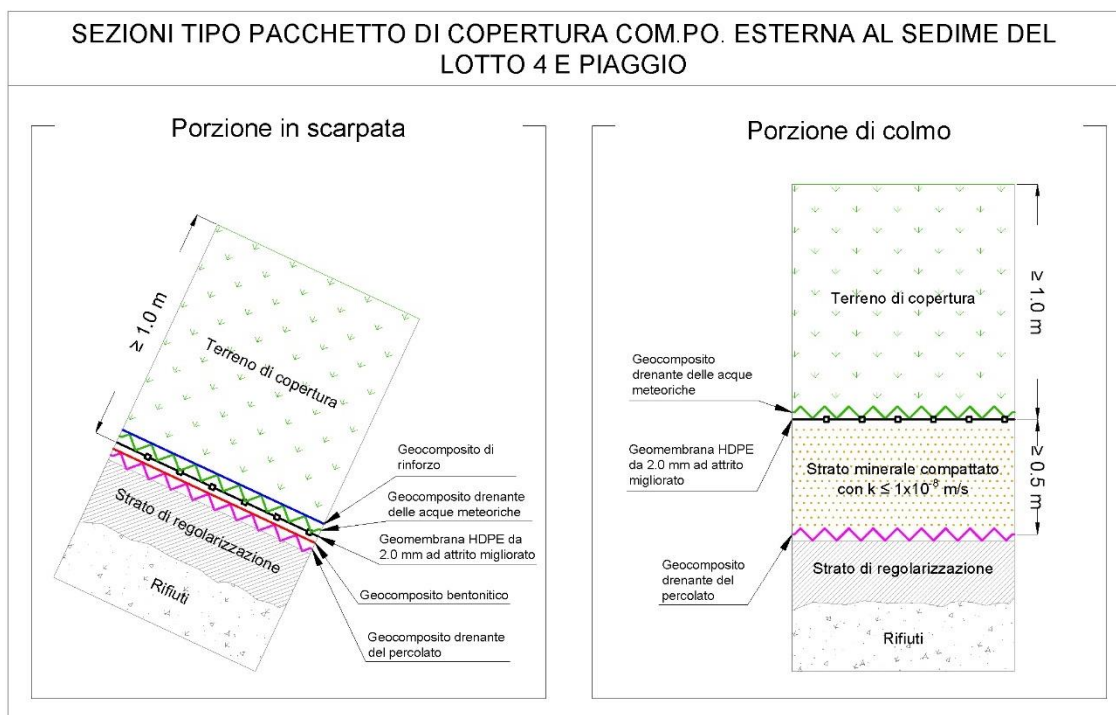 SEZIONI TIPO PACCHETTO DI COPERTURA COM.PO. ESTERNA AL SEDIME DEL
LOTTO 4 E PIAGGIO
Porzione in scarpata
≥ 1.0 m
Terreno di copertura
Geocomposito di
rinforzo
Geocomposito drenante
delle acque meteoriche
Geomembrana HDPE da
2.0 mm ad attrito migliorato
Geocomposito bentonitico
Geocomposito drenante
del percolato
Strato di regolarizzazione
Rifiuti
Porzione di colmo
Terreno di copertura
≥ 1.0 m
Geocomposito
drenante delle acque
meteoriche
Geomembrana HDPE
da 2.0 mm ad attrito
migliorato
Strato minerale compattato
con k ≤ 1x10⁻⁸ m/s
≥ 0.5 m
Geocomposito
drenante del
percolato
Strato di regolarizzazione
Rifiuti